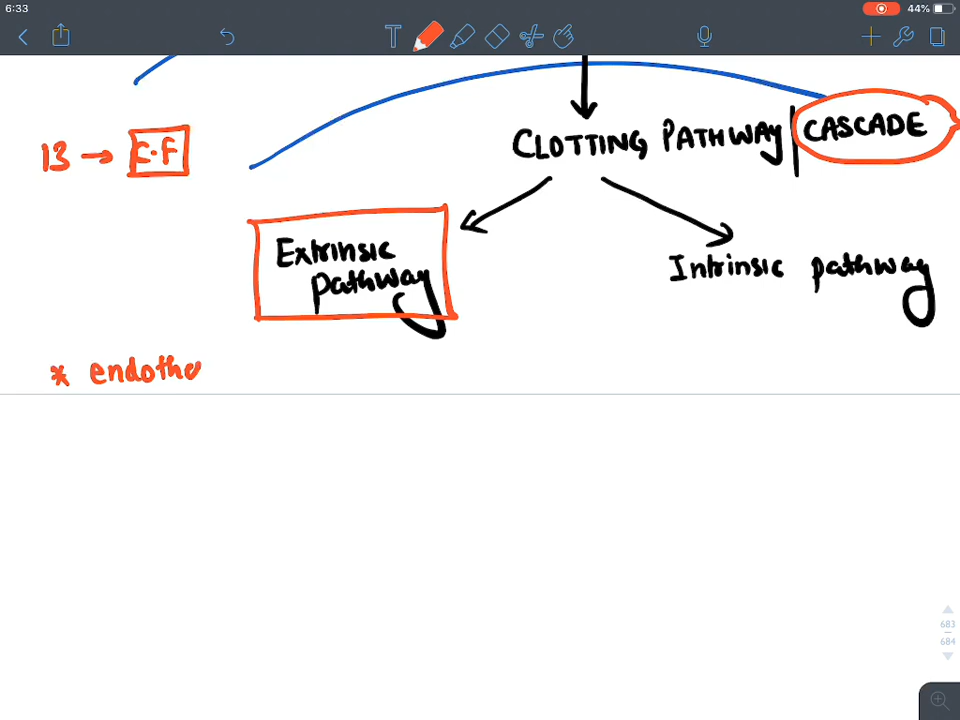 6:33
44%
T
CLOTTING PATHWAY | CASCADE
13 → C.F
Extrinsic
pathway
Intrinsic pathway
* endothe
683
684